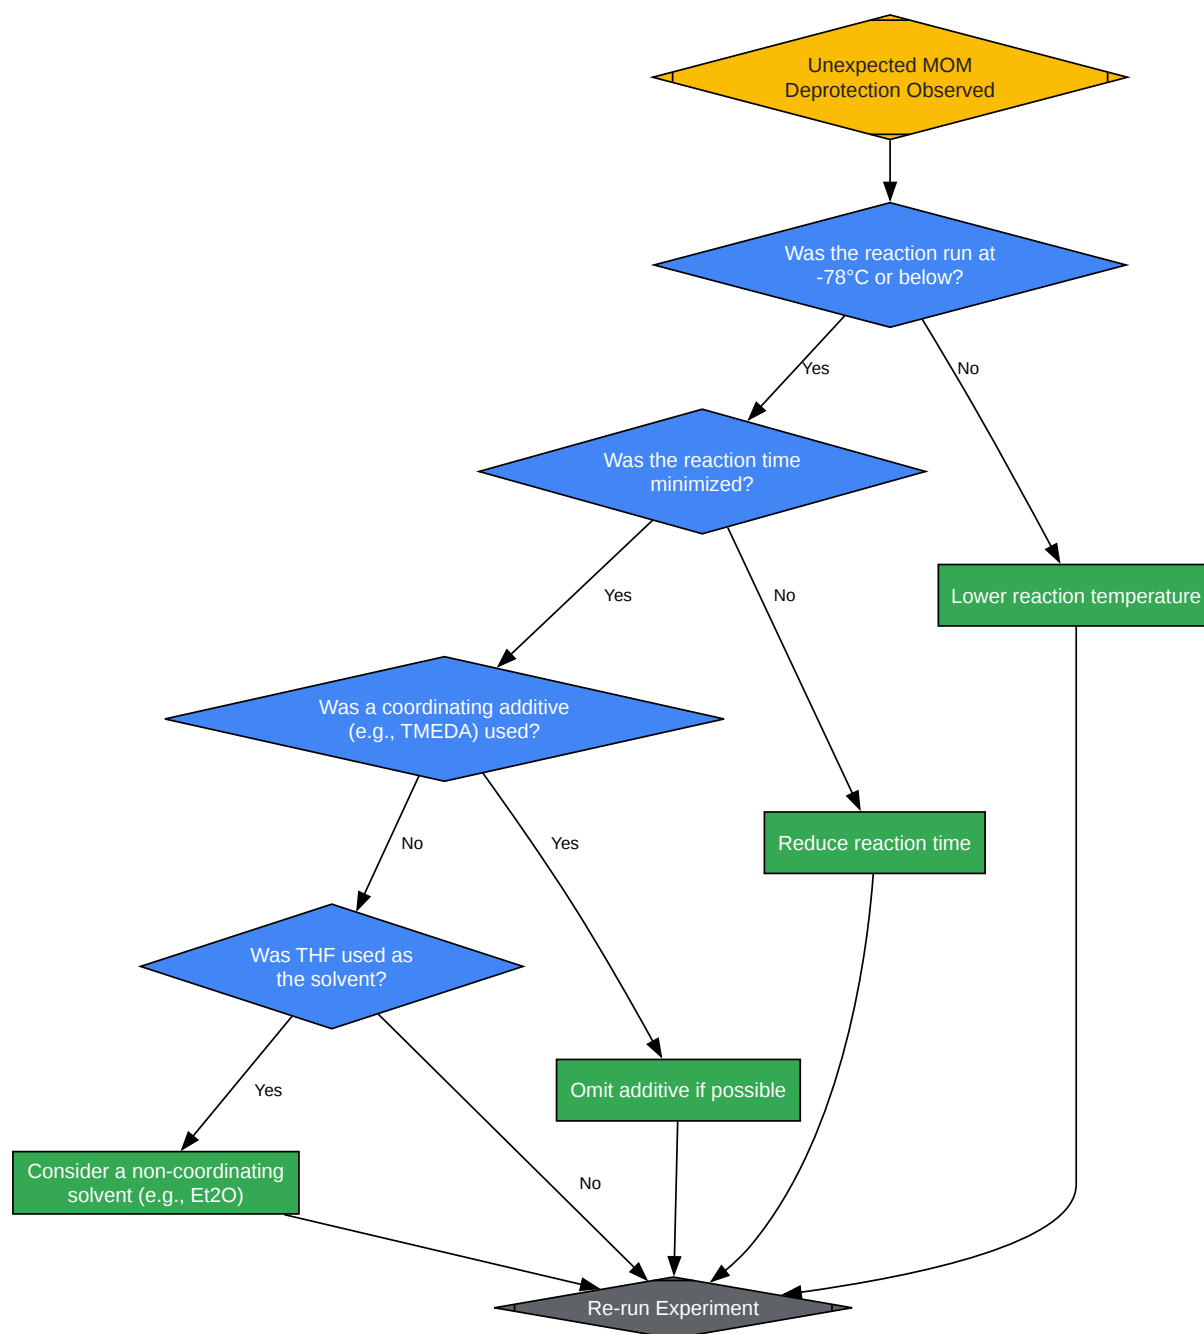 Unexpected MOM
Deprotection Observed
Was the reaction run at
-78°C or below?
Yes
No
Was the reaction time
minimized?
Lower reaction temperature
Yes
No
Was a coordinating additive
(e.g., TMEDA) used?
Reduce reaction time
No
Yes
Was THF used as
the solvent?
Omit additive if possible
Yes
Consider a non-coordinating
solvent (e.g., Et2O)
No
Re-run Experiment